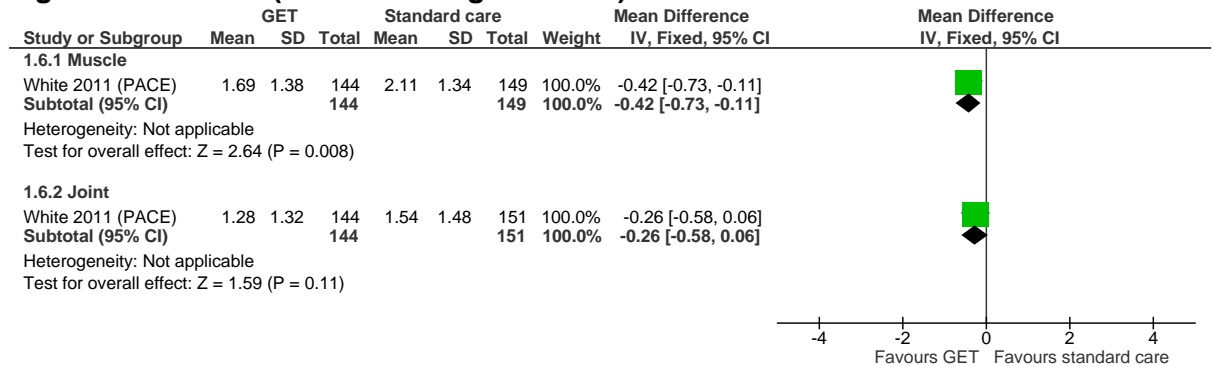 GET Standard care Mean Difference Mean Difference
Study or Subgroup Mean SD Total Mean SD Total Weight IV, Fixed, 95% CI IV, Fixed, 95% CI
1.6.1 Muscle
White 2011 (PACE) 1.69 1.38 144 2.11 1.34 149 100.0% -0.42 [-0.73, -0.11]
Subtotal (95% CI) 144 149 100.0% -0.42 [-0.73, -0.11]
Heterogeneity: Not applicable
Test for overall effect: Z = 2.64 (P = 0.008)
1.6.2 Joint
White 2011 (PACE) 1.28 1.32 144 1.54 1.48 151 100.0% -0.26 [-0.58, 0.06]
Subtotal (95% CI) 144 151 100.0% -0.26 [-0.58, 0.06]
Heterogeneity: Not applicable
Test for overall effect: Z = 1.59 (P = 0.11)
-4 -2 0 2 4
Favours GET Favours standard care